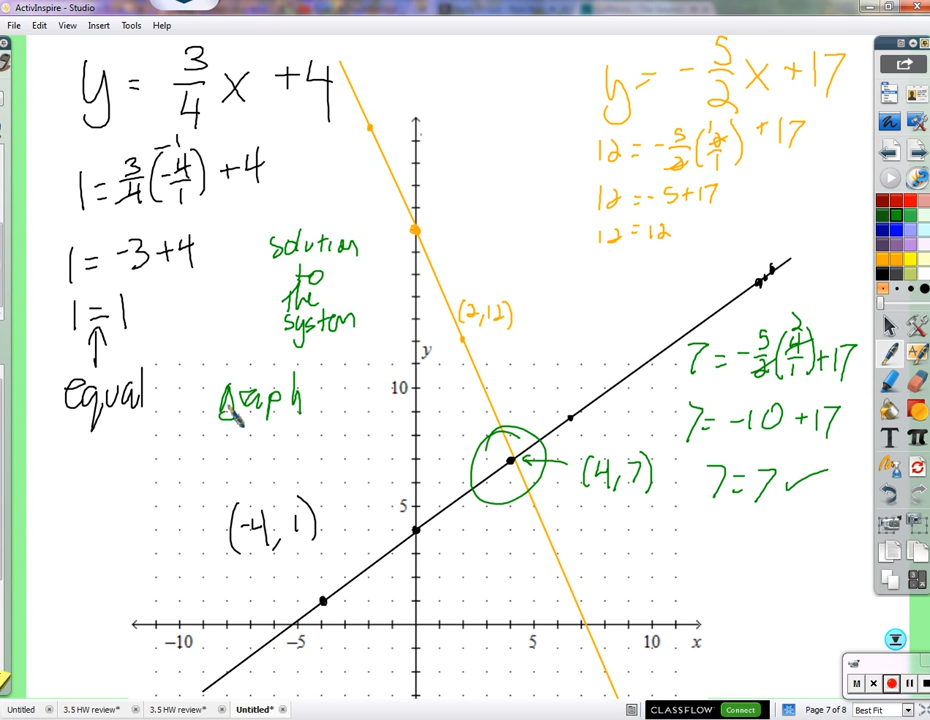 ActivInspire - Studio
File Edit View Insert Tools Help
y = 3/4 x + 4
1 = 3/4 (-4/1) + 4
-1
1 = -3 + 4
1 = 1
equal
solution
to
the
system
graph
(-4, 1)
y = - 5/2 x + 17
12 = - 5/2 (2/1) + 17
1
12 = - 5 + 17
12 = 12
(2, 12)
7 = - 5/2 (4/1) + 17
2
7 = -10 + 17
7 = 7 ✓
(4, 7)
y
10
5
-10 -5 5 10 x
Untitled 3.5 HW review* 3.5 HW review* Untitled* CLASSFLOW Connect Page 7 of 8 Best Fit
M